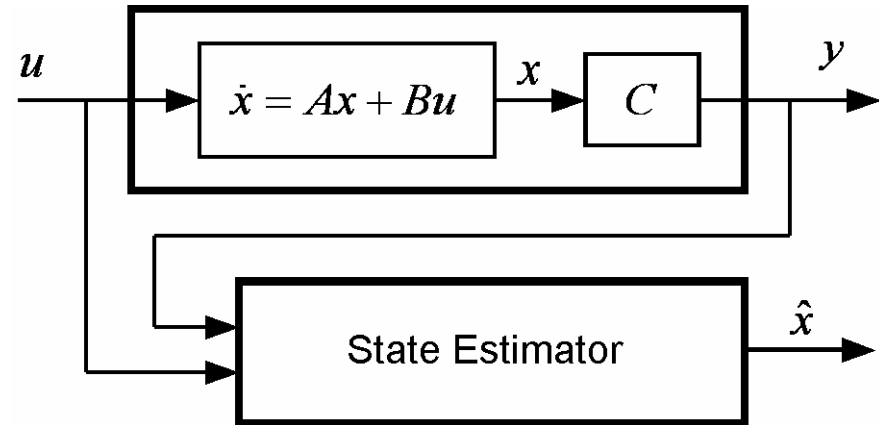 u
ẋ = Ax + Bu
x
C
y
State Estimator
x̂